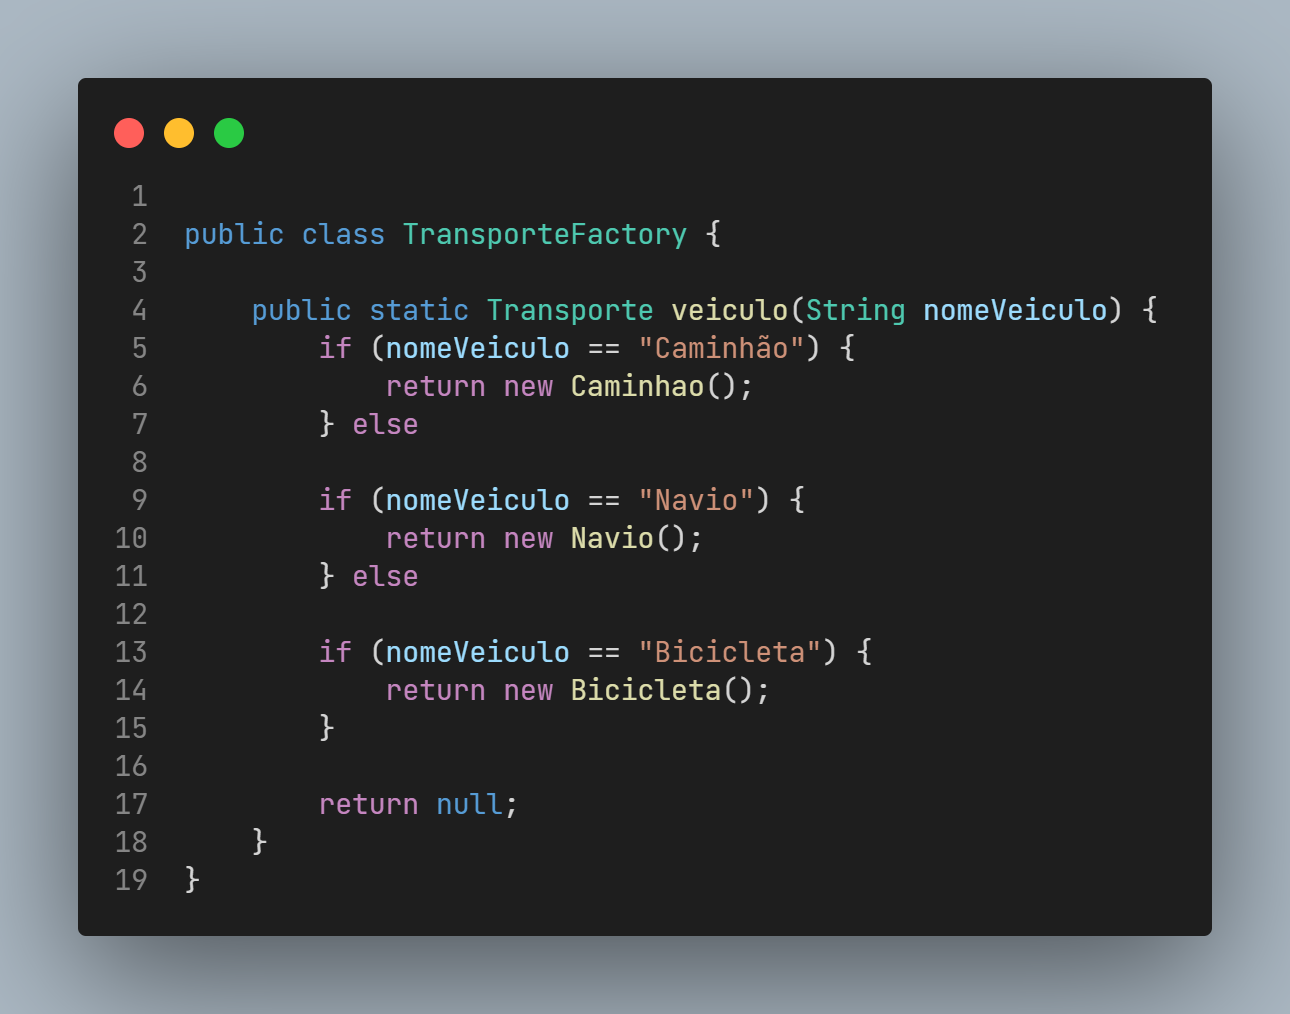 1
2 public class TransporteFactory {
3
4     public static Transporte veiculo(String nomeVeiculo) {
5         if (nomeVeiculo == "Caminhão") {
6             return new Caminhao();
7         } else
8
9         if (nomeVeiculo == "Navio") {
10             return new Navio();
11         } else
12
13         if (nomeVeiculo == "Bicicleta") {
14             return new Bicicleta();
15         }
16
17         return null;
18     }
19 }